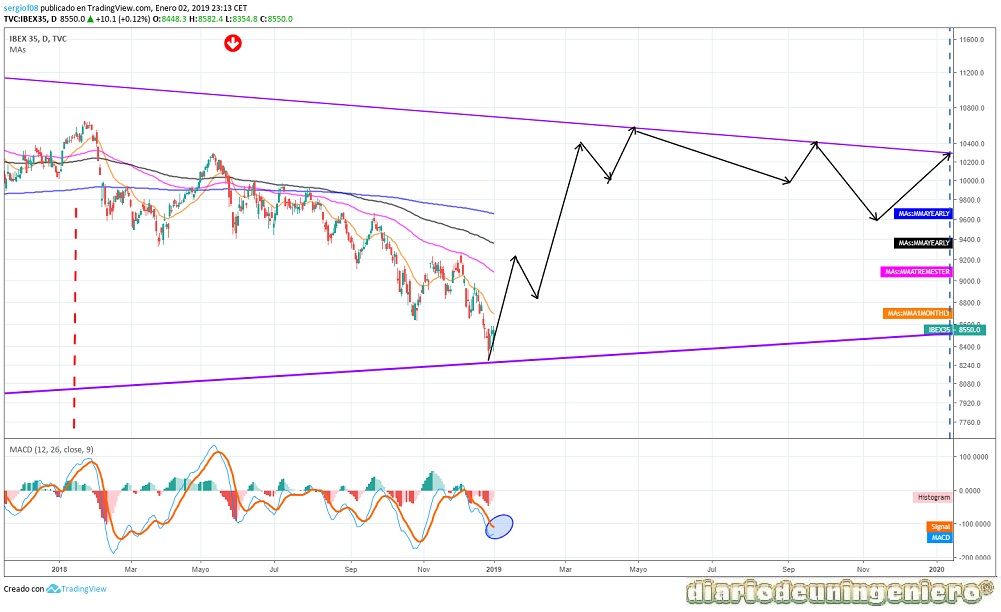 sergiof08 publicado en TradingView.com, Enero 02, 2019 23:13 CET
TVC:IBEX35, D 8550.0 ▲ +10.1 (+0.12%) O:8448.3 H:8582.4 L:8354.8 C:8550.0
IBEX 35, D, TVC
MAs
11600.0
11200.0
10800.0
10400.0
10200.0
10000.0
9800.0
MAs:MMAYEARLY
9600.0
MAs:MMAYEARLY
9400.0
9200.0
MAs:MMATREMESTER
9000.0
8800.0
MAs:MMA1MONTHLY
8600.0
IBEX35 8550.0
8400.0
8240.0
8080.0
7920.0
7760.0
MACD (12, 26, close, 9)
100.0000
0.0000
Histogram
-100.0000
Signal
MACD
-200.0000
2018 Mar Mayo Jul Sep Nov 2019 Mar Mayo Jul Sep Nov 2020
Creado con TradingView
diariodeuningeniero